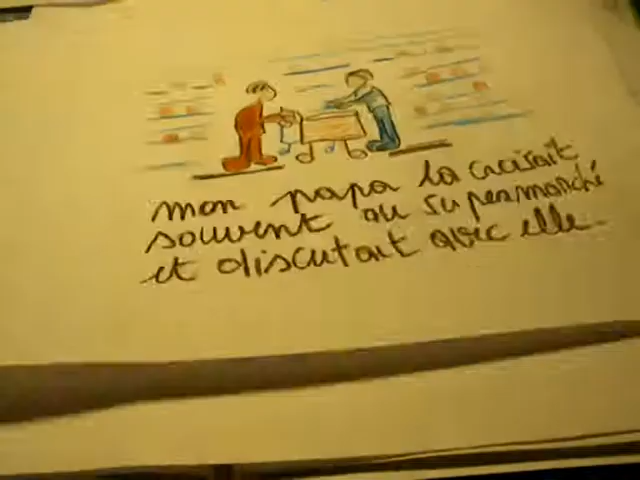 mon papa la croisait
souvent au supermarché
et discutait avec elle.